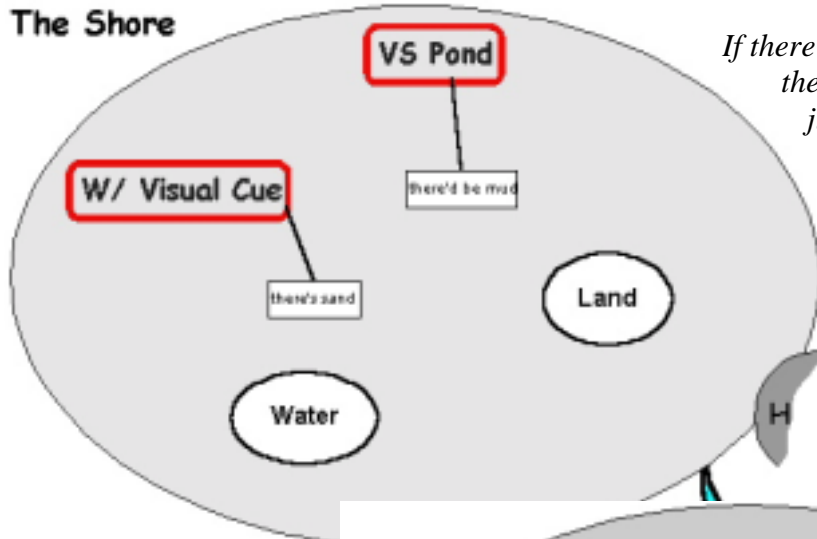 The Shore
VS Pond
If there
the
W/ Visual Cue
there'd be mud
there's sand
Land
Water
H